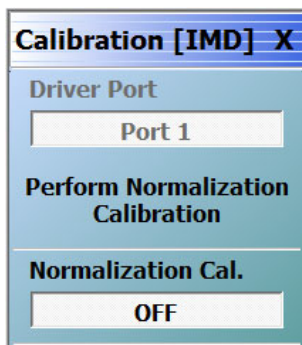 Calibration [IMD] X
Driver Port
Port 1
Perform Normalization
Calibration
Normalization Cal.
OFF